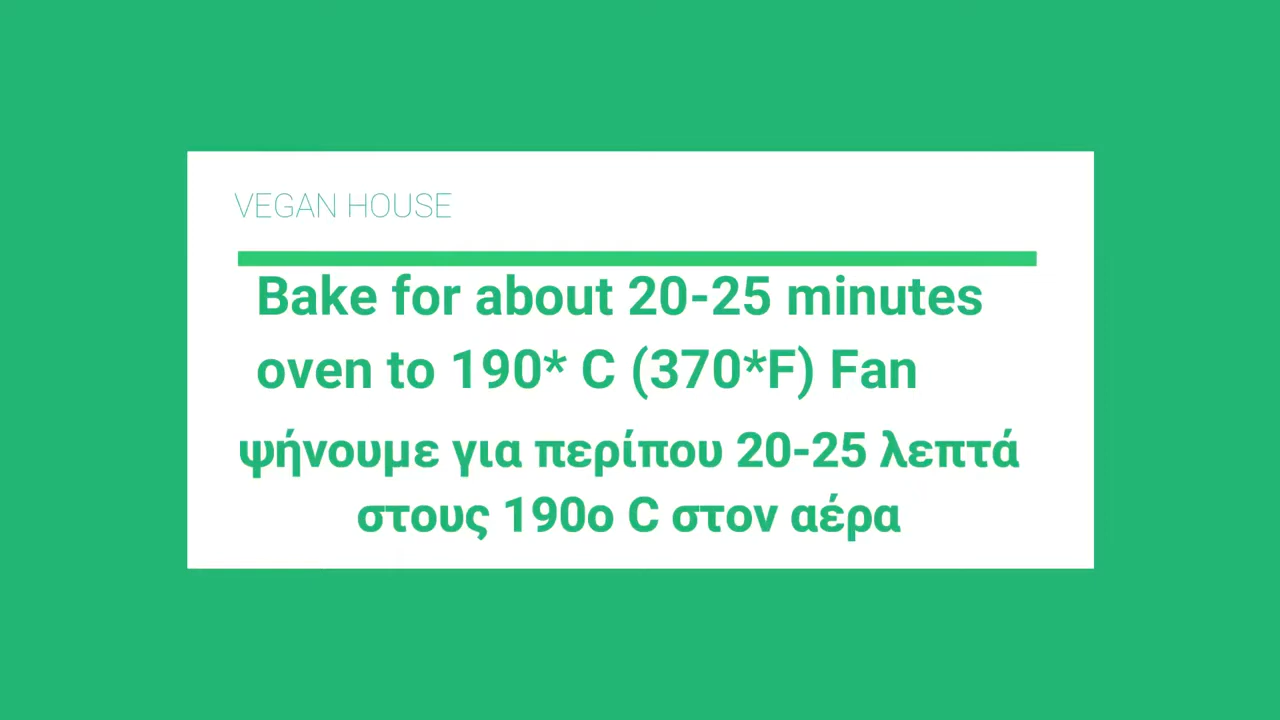 VEGAN HOUSE
Bake for about 20-25 minutes
oven to 190* C (370*F) Fan
ψήνουμε για περίπου 20-25 λεπτά
στους 190ο C στον αέρα